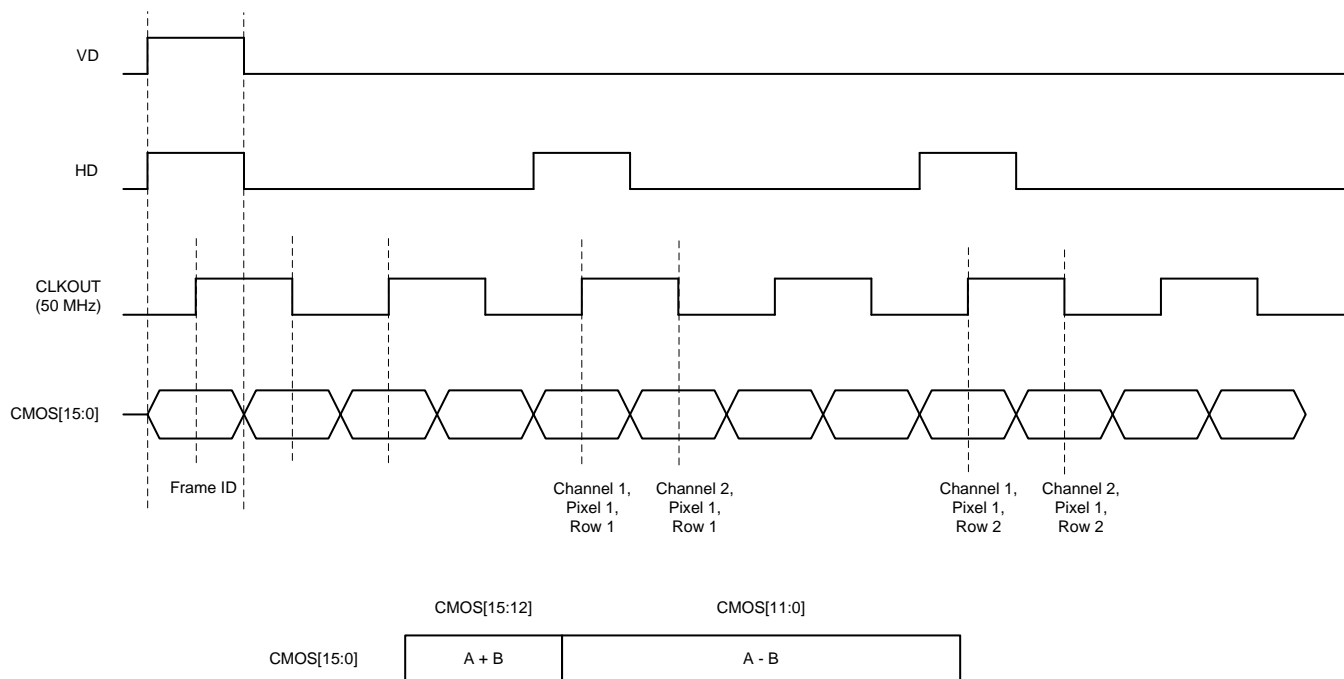 VD
HD
CLKOUT
(50 MHz)
CMOS[15:0]
Frame ID
Channel 1,
Pixel 1,
Row 1
Channel 2,
Pixel 1,
Row 1
Channel 1,
Pixel 1,
Row 2
Channel 2,
Pixel 1,
Row 2
CMOS[15:12]
CMOS[11:0]
CMOS[15:0]
A + B
A - B